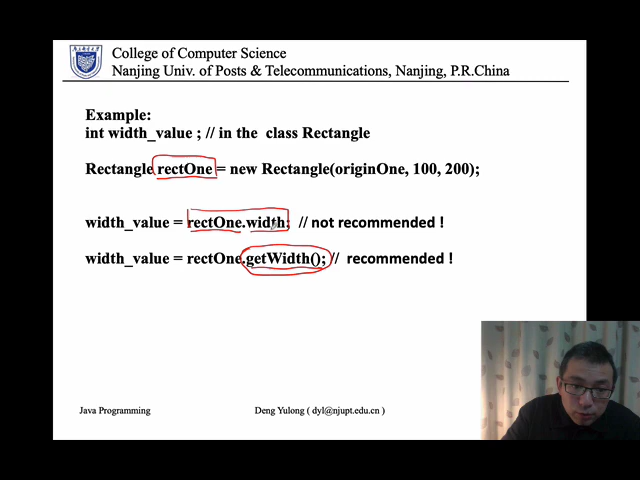 College of Computer Science
Nanjing Univ. of Posts & Telecommunications, Nanjing, P.R.China
Example:
int width_value ; // in the class Rectangle
Rectangle rectOne = new Rectangle(originOne, 100, 200);
width_value = rectOne.width; // not recommended !
width_value = rectOne.getWidth(); // recommended !
Java Programming
Deng Yulong ( dyl@njupt.edu.cn )